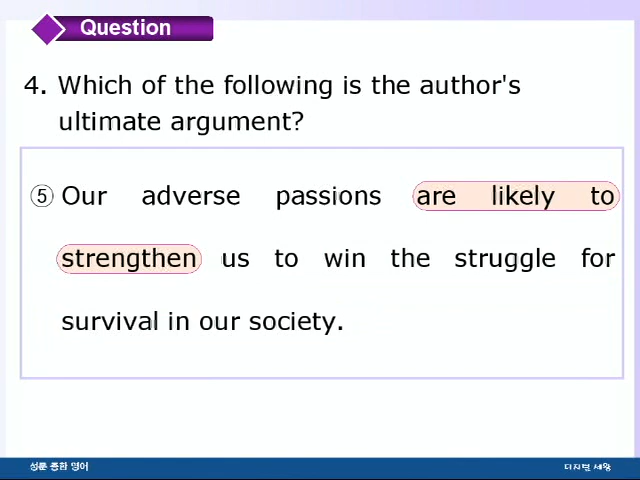 Question
4. Which of the following is the author's
ultimate argument?
⑤ Our adverse passions are likely to
strengthen us to win the struggle for
survival in our society.
성문 종합 영어
디지털 세왕